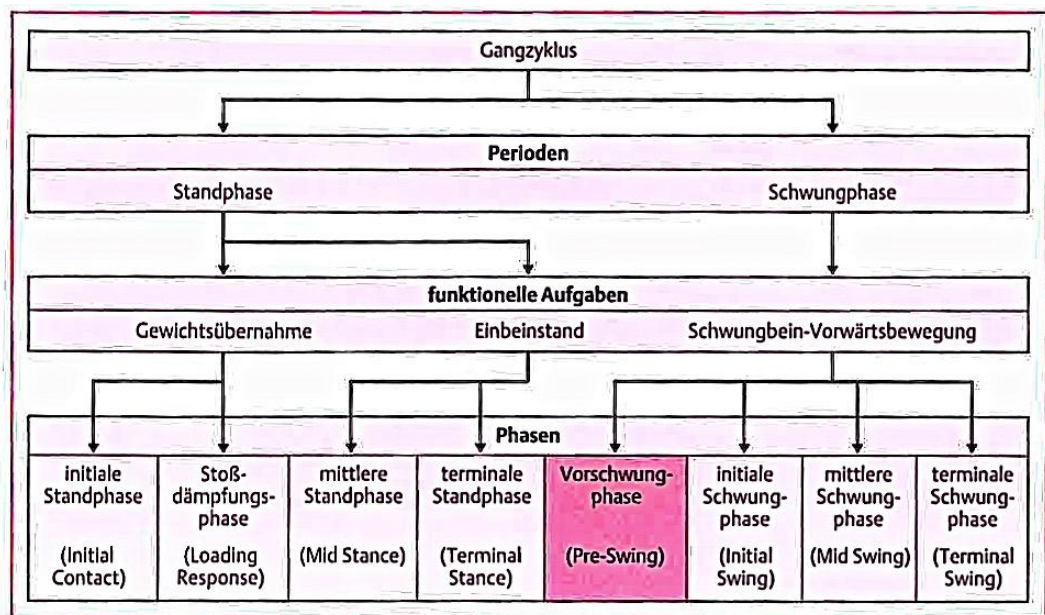 Gangzyklus
Perioden
Standphase Schwungphase
funktionelle Aufgaben
Gewichtsübernahme Einbeinstand Schwungbein-Vorwärtsbewegung
Phasen
initiale
Standphase
(Initial
Contact)
Stoß-
dämpfungs-
phase
(Loading
Response)
mittlere
Standphase
(Mid Stance)
terminale
Standphase
(Terminal
Stance)
Vorschwung-
phase
(Pre-Swing)
initiale
Schwung-
phase
(Initial
Swing)
mittlere
Schwung-
phase
(Mid Swing)
terminale
Schwung-
phase
(Terminal
Swing)